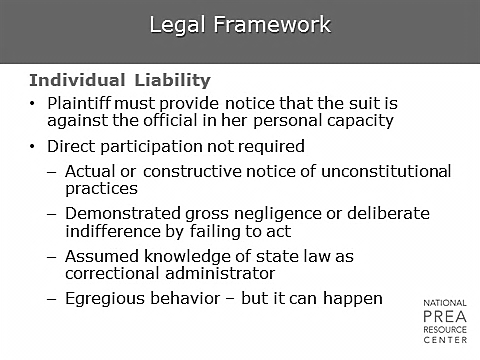 Legal Framework
Individual Liability
• Plaintiff must provide notice that the suit is
against the official in her personal capacity
• Direct participation not required
– Actual or constructive notice of unconstitutional
practices
– Demonstrated gross negligence or deliberate
indifference by failing to act
– Assumed knowledge of state law as
correctional administrator
– Egregious behavior – but it can happen
NATIONAL
PREA
RESOURCE
CENTER